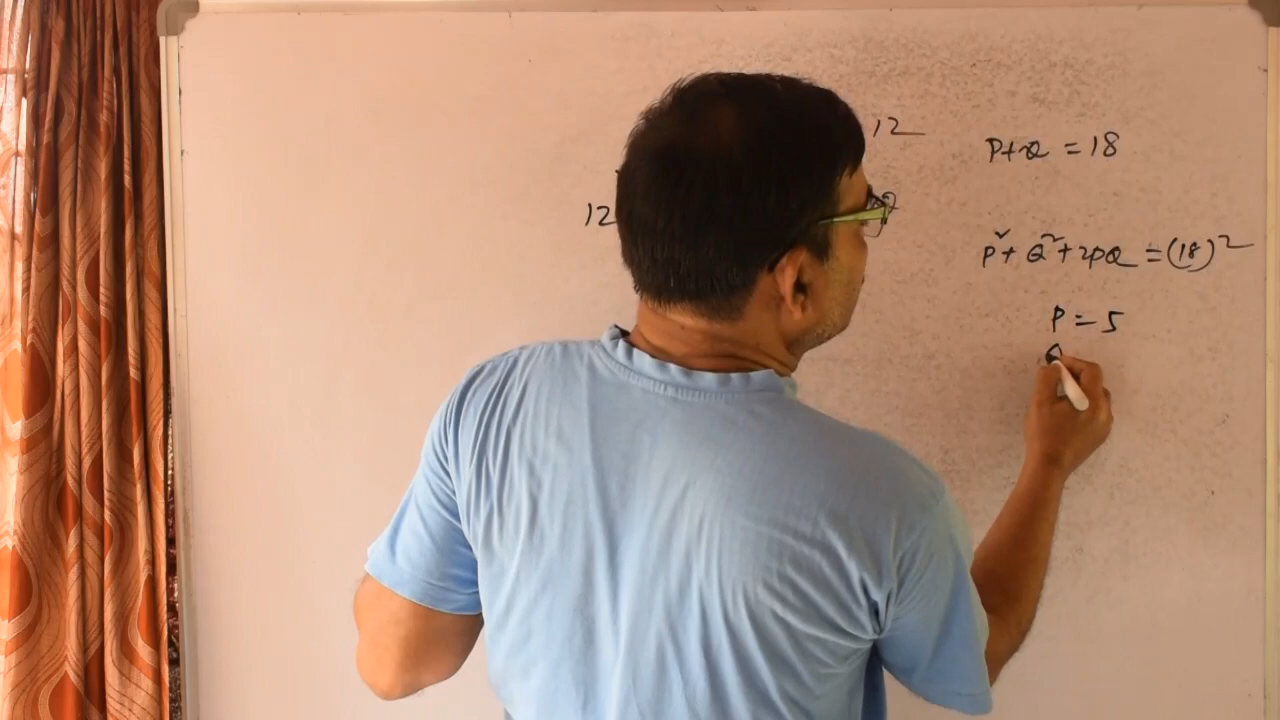 12
P+Q = 18
12
P²+ Q²+2PQ = (18)²
P = 5
Q